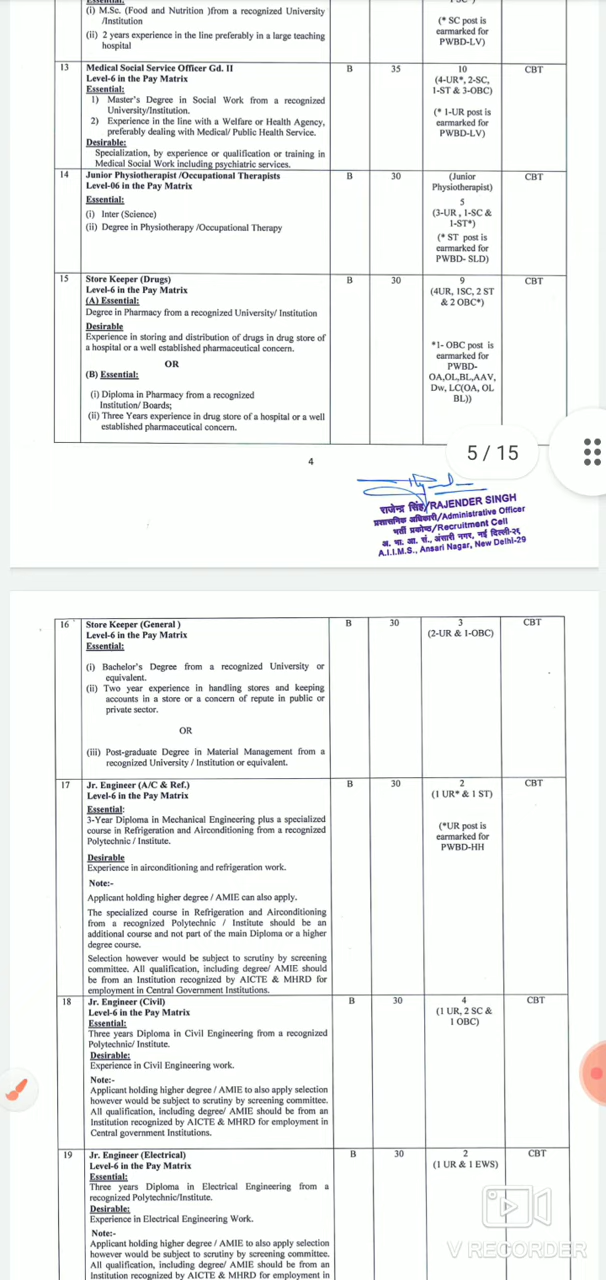 Essential:
(i) M.Sc. (Food and Nutrition )from a recognized University
/Institution
(ii) 2 years experience in the line preferably in a large teaching
hospital
(* SC post is
earmarked for
PWBD-LV)
13 Medical Social Service Officer Gd. II B 35 10 CBT
Level-6 in the Pay Matrix
Essential:
1) Master's Degree in Social Work from a recognized
University/Institution.
2) Experience in the line with a Welfare or Health Agency,
preferably dealing with Medical/ Public Health Service.
Desirable:
Specialization, by experience or qualification or training in
Medical Social Work including psychiatric services.
(4-UR*, 2-SC,
1-ST & 3-OBC)
(* 1-UR post is
earmarked for
PWBD-LV)
14 Junior Physiotherapist /Occupational Therapists B 30 (Junior CBT
Level-06 in the Pay Matrix
Essential:
(i) Inter (Science)
(ii) Degree in Physiotherapy /Occupational Therapy
Physiotherapist)
5
(3-UR , 1-SC &
1-ST*)
(* ST post is
earmarked for
PWBD- SLD)
15 Store Keeper (Drugs) B 30 9 CBT
Level-6 in the Pay Matrix
(A) Essential:
Degree in Pharmacy from a recognized University/ Institution
Desirable
Experience in storing and distribution of drugs in drug store of
a hospital or a well established pharmaceutical concern.
OR
(B) Essential:
(i) Diploma in Pharmacy from a recognized
Institution/ Boards;
(ii) Three Years experience in drug store of a hospital or a well
established pharmaceutical concern.
(4UR, 1SC, 2 ST
& 2 OBC*)
*1- OBC post is
earmarked for
PWBD-
OA,OL,BL,AAV,
Dw, LC(OA, OL
BL))
5 / 15
4
राजेन्द्र सिंह/RAJENDER SINGH
प्रशासनिक अधिकारी/Administrative Officer
भर्ती प्रकोष्ठ/Recruitment Cell
अ. भा. आ. सं., अंसारी नगर, नई दिल्ली-२९
A.I.I.M.S., Ansari Nagar, New Delhi-29
16 Store Keeper (General ) B 30 3 CBT
Level-6 in the Pay Matrix
Essential:
(i) Bachelor's Degree from a recognized University or
equivalent.
(ii) Two year experience in handling stores and keeping
accounts in a store or a concern of repute in public or
private sector.
OR
(iii) Post-graduate Degree in Material Management from a
recognized University / Institution or equivalent.
(2-UR & 1-OBC)
17 Jr. Engineer (A/C & Ref.) B 30 2 CBT
Level-6 in the Pay Matrix
Essential:
3-Year Diploma in Mechanical Engineering plus a specialized
course in Refrigeration and Airconditioning from a recognized
Polytechnic / Institute.
Desirable
Experience in airconditioning and refrigeration work.
Note:-
Applicant holding higher degree / AMIE can also apply.
The specialized course in Refrigeration and Airconditioning
from a recognized Polytechnic / Institute should be an
additional course and not part of the main Diploma or a higher
degree course.
Selection however would be subject to scrutiny by screening
committee. All qualification, including degree/ AMIE should
be from an Institution recognized by AICTE & MHRD for
employment in Central Government Institutions.
(1 UR* & 1 ST)
(*UR post is
earmarked for
PWBD-HH
18 Jr. Engineer (Civil) B 30 4 CBT
Level-6 in the Pay Matrix
Essential:
Three years Diploma in Civil Engineering from a recognized
Polytechnic/ Institute.
Desirable:
Experience in Civil Engineering work.
Note:-
Applicant holding higher degree / AMIE to also apply selection
however would be subject to scrutiny by screening committee.
All qualification, including degree/ AMIE should be from an
Institution recognized by AICTE & MHRD for employment in
Central government Institutions.
(1 UR, 2 SC &
1 OBC)
19 Jr. Engineer (Electrical) B 30 2 CBT
Level-6 in the Pay Matrix
Essential:
Three years Diploma in Electrical Engineering from a
recognized Polytechnic/Institute.
Desirable:
Experience in Electrical Engineering Work.
Note:-
Applicant holding higher degree / AMIE to also apply selection
however would be subject to scrutiny by screening committee.
All qualification, including degree/ AMIE should be from an
Institution recognized by AICTE & MHRD for employment in
(1 UR & 1 EWS)
V RECORDER